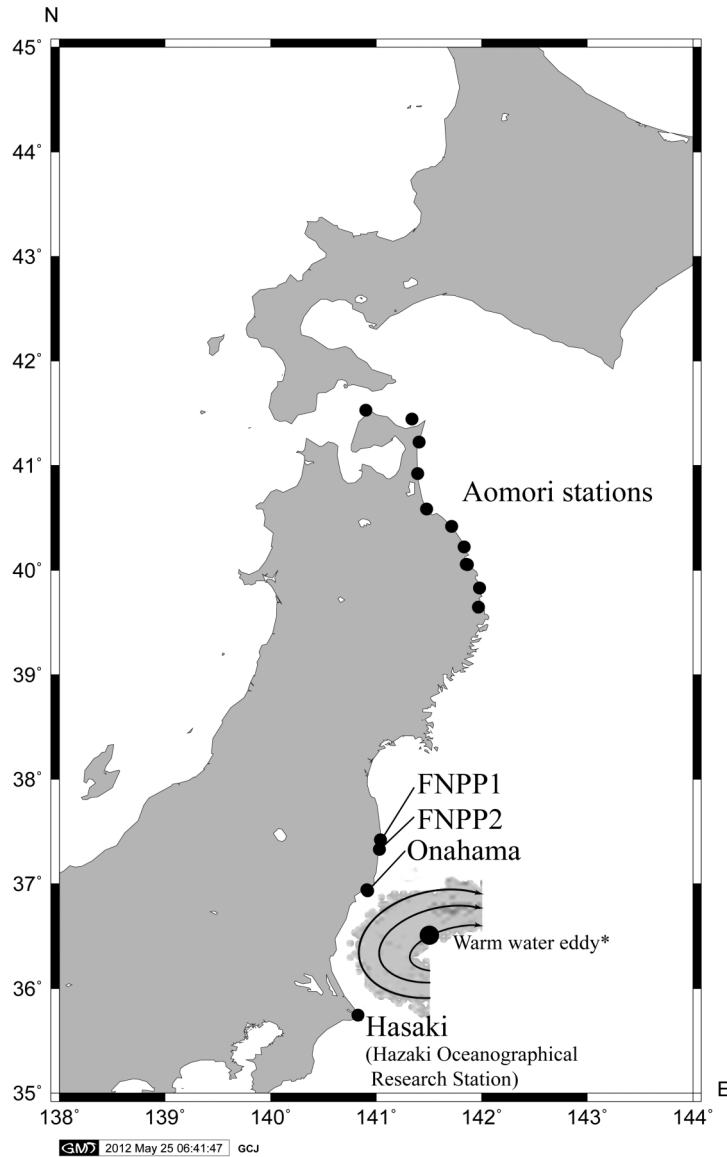 N
45°
44°
43°
42°
41°
Aomori stations
40°
39°
38°
FNPP1
FNPP2
Onahama
37°
Warm water eddy*
36°
Hasaki
(Hazaki Oceanographical
Research Station)
35°
E
138° 139° 140° 141° 142° 143° 144°
GMT 2012 May 25 06:41:47 GCJ